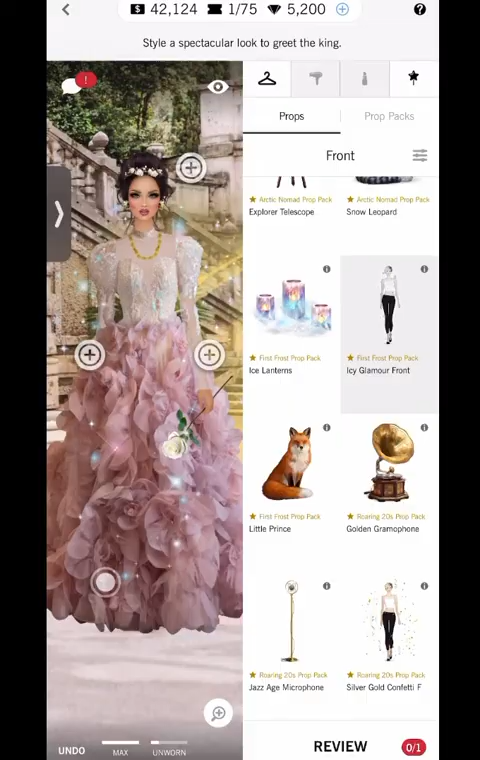 42,124 1/75 5,200
Style a spectacular look to greet the king.
Props Prop Packs
Front
Arctic Nomad Prop Pack Arctic Nomad Prop Pack
Explorer Telescope Snow Leopard
First Frost Prop Pack First Frost Prop Pack
Ice Lanterns Icy Glamour Front
First Frost Prop Pack Roaring 20s Prop Pack
Little Prince Golden Gramophone
Roaring 20s Prop Pack Roaring 20s Prop Pack
Jazz Age Microphone Silver Gold Confetti F
UNDO MAX UNWORN REVIEW 0/1